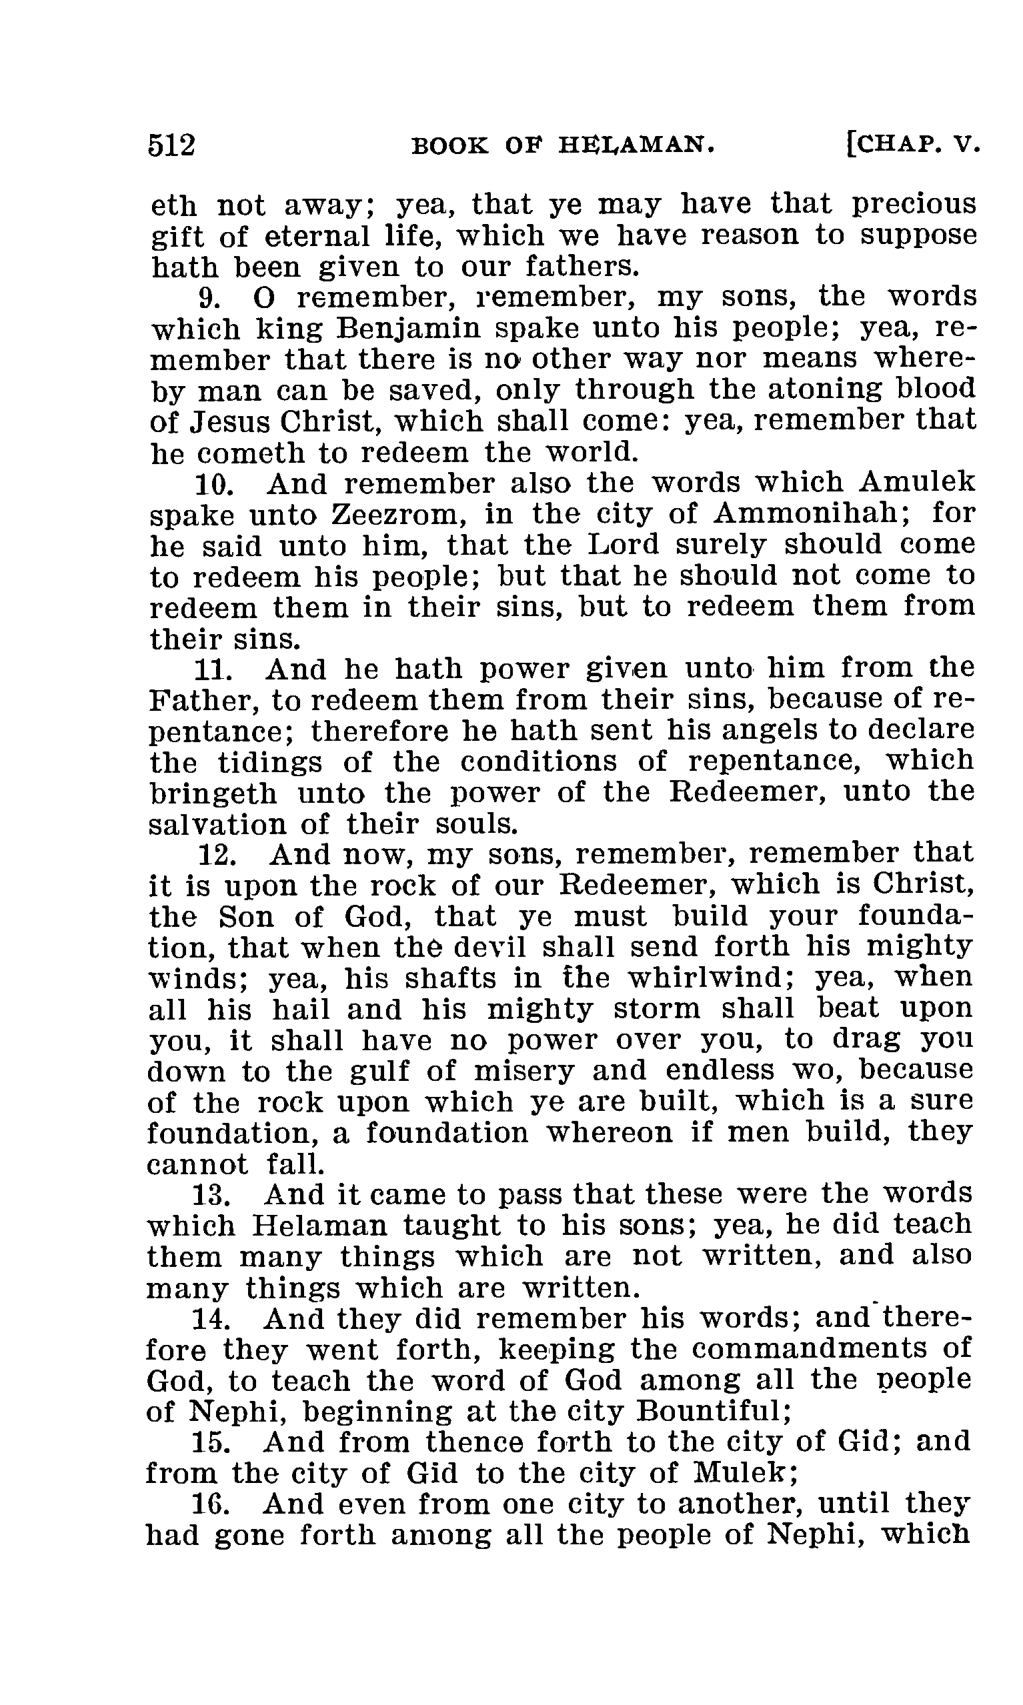 512 BOOK OF HELAMAN. [CHAP. V.
eth not away; yea, that ye may have that precious
gift of eternal life, which we have reason to suppose
hath been given to our fathers.
9. O remember, remember, my sons, the words
which king Benjamin spake unto his people; yea, re-
member that there is no other way nor means where-
by man can be saved, only through the atoning blood
of Jesus Christ, which shall come: yea, remember that
he cometh to redeem the world.
10. And remember also the words which Amulek
spake unto Zeezrom, in the city of Ammonihah; for
he said unto him, that the Lord surely should come
to redeem his people; but that he should not come to
redeem them in their sins, but to redeem them from
their sins.
11. And he hath power given unto him from the
Father, to redeem them from their sins, because of re-
pentance; therefore he hath sent his angels to declare
the tidings of the conditions of repentance, which
bringeth unto the power of the Redeemer, unto the
salvation of their souls.
12. And now, my sons, remember, remember that
it is upon the rock of our Redeemer, which is Christ,
the Son of God, that ye must build your founda-
tion, that when the devil shall send forth his mighty
winds; yea, his shafts in the whirlwind; yea, when
all his hail and his mighty storm shall beat upon
you, it shall have no power over you, to drag you
down to the gulf of misery and endless wo, because
of the rock upon which ye are built, which is a sure
foundation, a foundation whereon if men build, they
cannot fall.
13. And it came to pass that these were the words
which Helaman taught to his sons; yea, he did teach
them many things which are not written, and also
many things which are written.
14. And they did remember his words; and there-
fore they went forth, keeping the commandments of
God, to teach the word of God among all the people
of Nephi, beginning at the city Bountiful;
15. And from thence forth to the city of Gid; and
from the city of Gid to the city of Mulek;
16. And even from one city to another, until they
had gone forth among all the people of Nephi, which